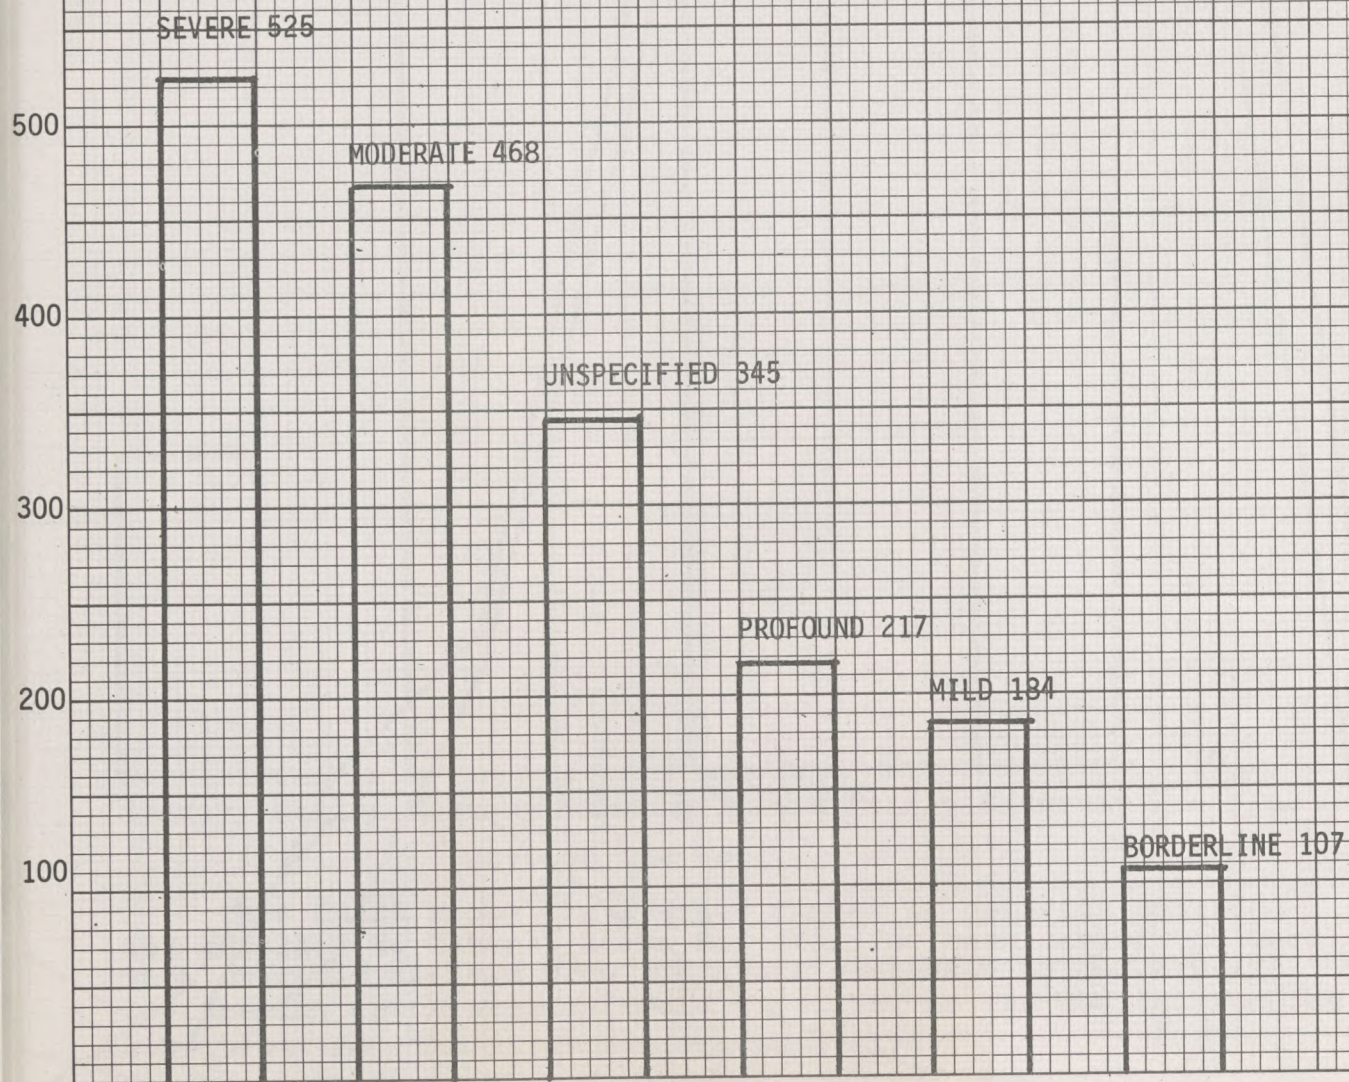 SEVERE 525
500
MODERATE 468
400
UNSPECIFIED 345
300
PROFOUND 217
MILD 184
200
BORDERLINE 107
100